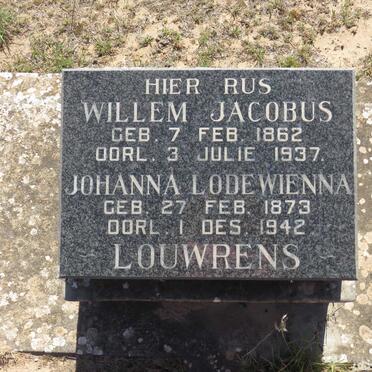 HIER RUS
WILLEM JACOBUS
GEB. 7 FEB. 1862
OORL. 3 JULIE 1937.
JOHANNA LODEWIENNA
GEB. 27 FEB. 1873
OORL. 1 DES. 1942
~ LOUWRENS ~